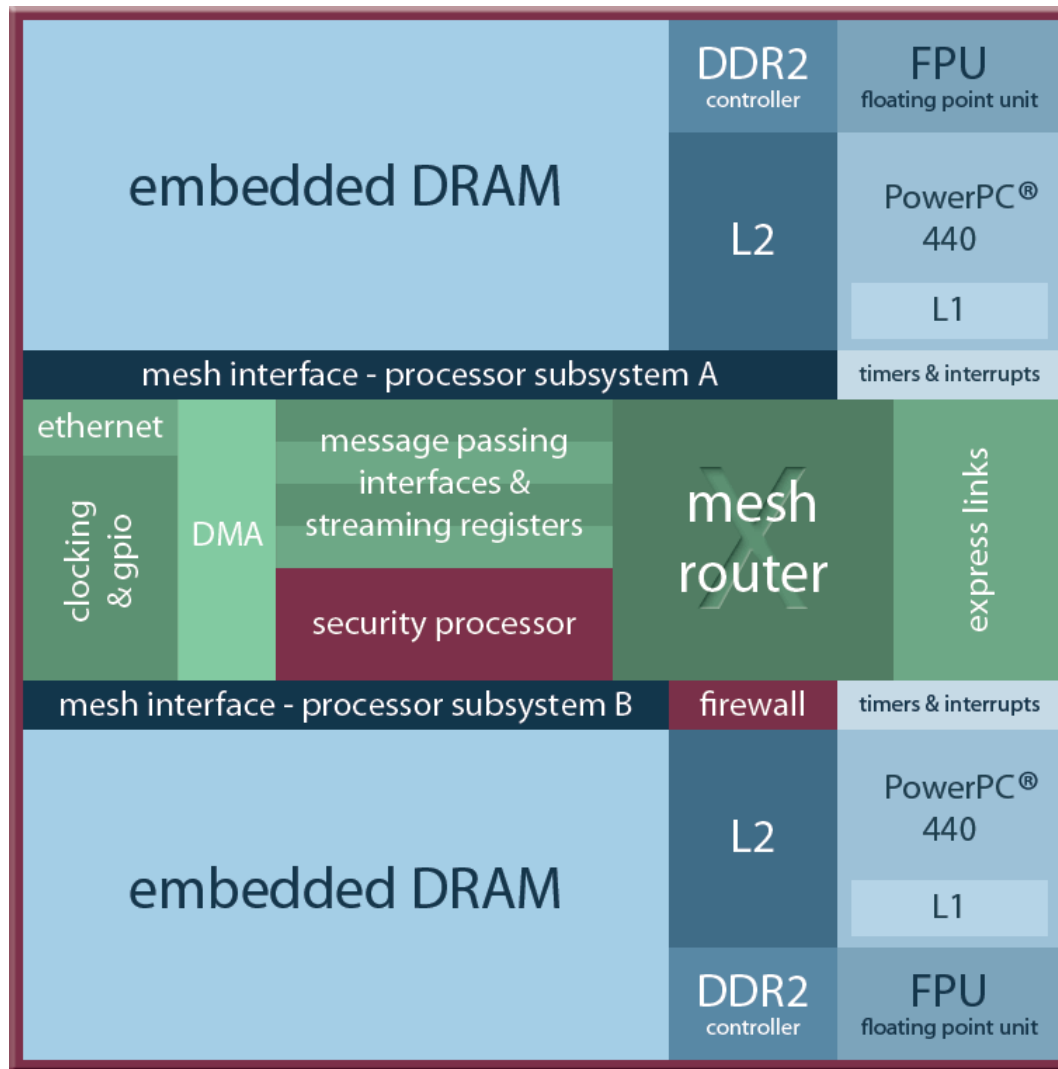 embedded DRAM
DDR2
controller
FPU
floating point unit
L2
PowerPC®
440
L1
mesh interface - processor subsystem A
timers & interrupts
ethernet
clocking
& gpio
DMA
message passing
interfaces &
streaming registers
security processor
X
mesh
router
express links
mesh interface - processor subsystem B
firewall
timers & interrupts
embedded DRAM
L2
PowerPC®
440
L1
DDR2
controller
FPU
floating point unit